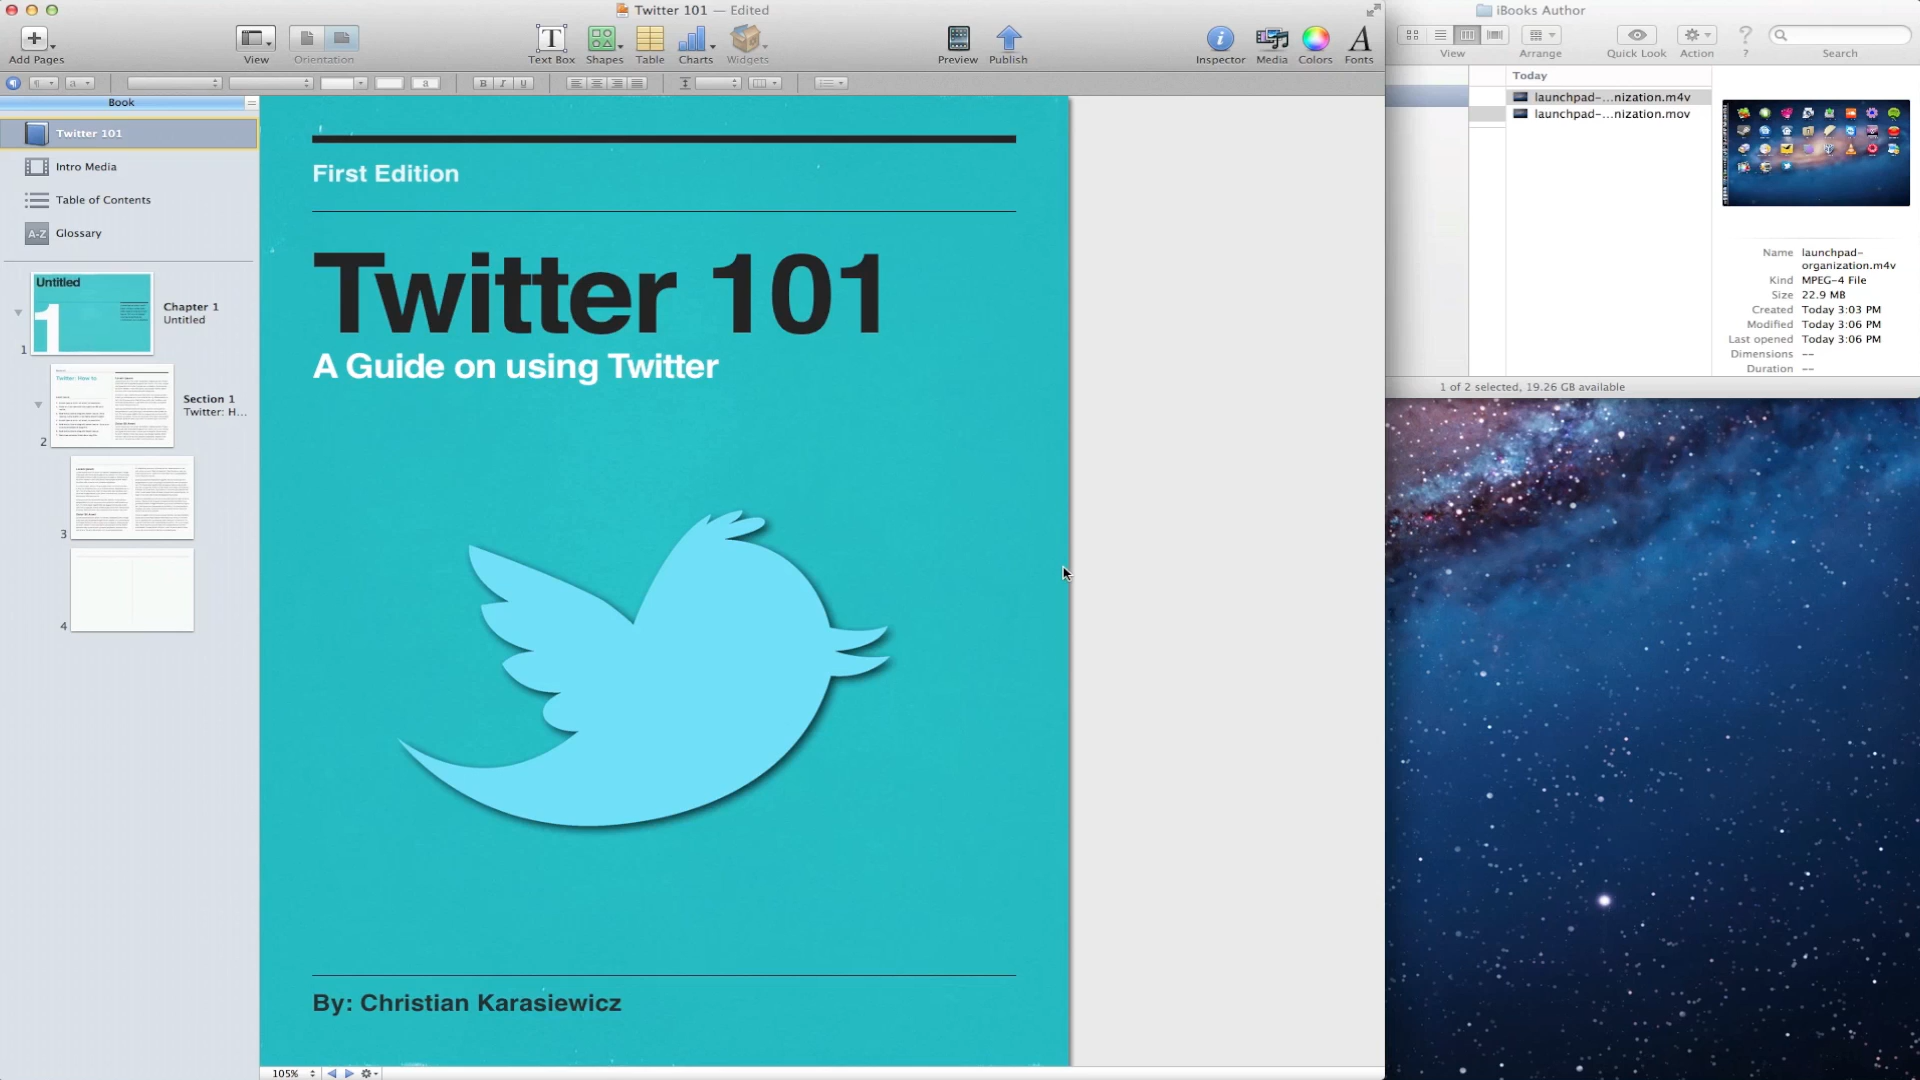 Twitter 101 — Edited
Add Pages
View
Orientation
Text Box
Shapes
Table
Charts
Widgets
Preview
Publish
Inspector
Media
Colors
Fonts
B I U
a
Book
Twitter 101
Intro Media
Table of Contents
A-Z Glossary
Untitled
1
Chapter 1
Untitled
1
Twitter: How to
Section 1
Twitter: H...
2
3
4
First Edition
Twitter 101
A Guide on using Twitter
By: Christian Karasiewicz
105%
iBooks Author
View
Arrange
Quick Look
Action
?
Search
Today
launchpad-...nization.m4v
launchpad-...nization.mov
Name launchpad-
organization.m4v
Kind MPEG-4 File
Size 22.9 MB
Created Today 3:03 PM
Modified Today 3:06 PM
Last opened Today 3:06 PM
Dimensions --
Duration --
1 of 2 selected, 19.26 GB available